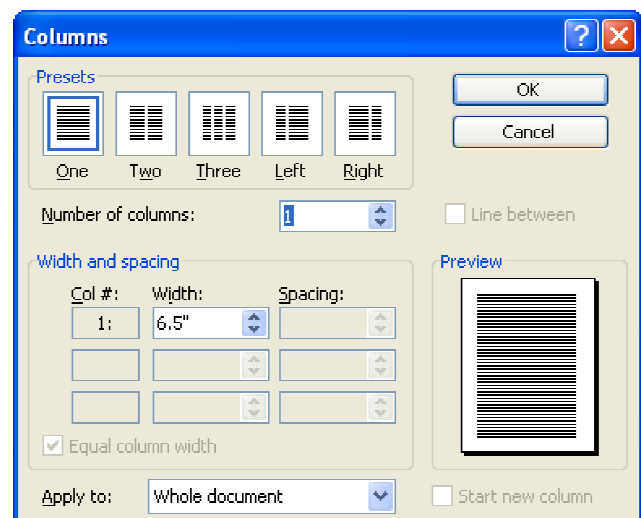 Columns
Presets
OK
Cancel
One Two Three Left Right
Number of columns: 1 Line between
Width and spacing Preview
Col #: Width: Spacing:
1: 6.5"
Equal column width
Apply to: Whole document Start new column